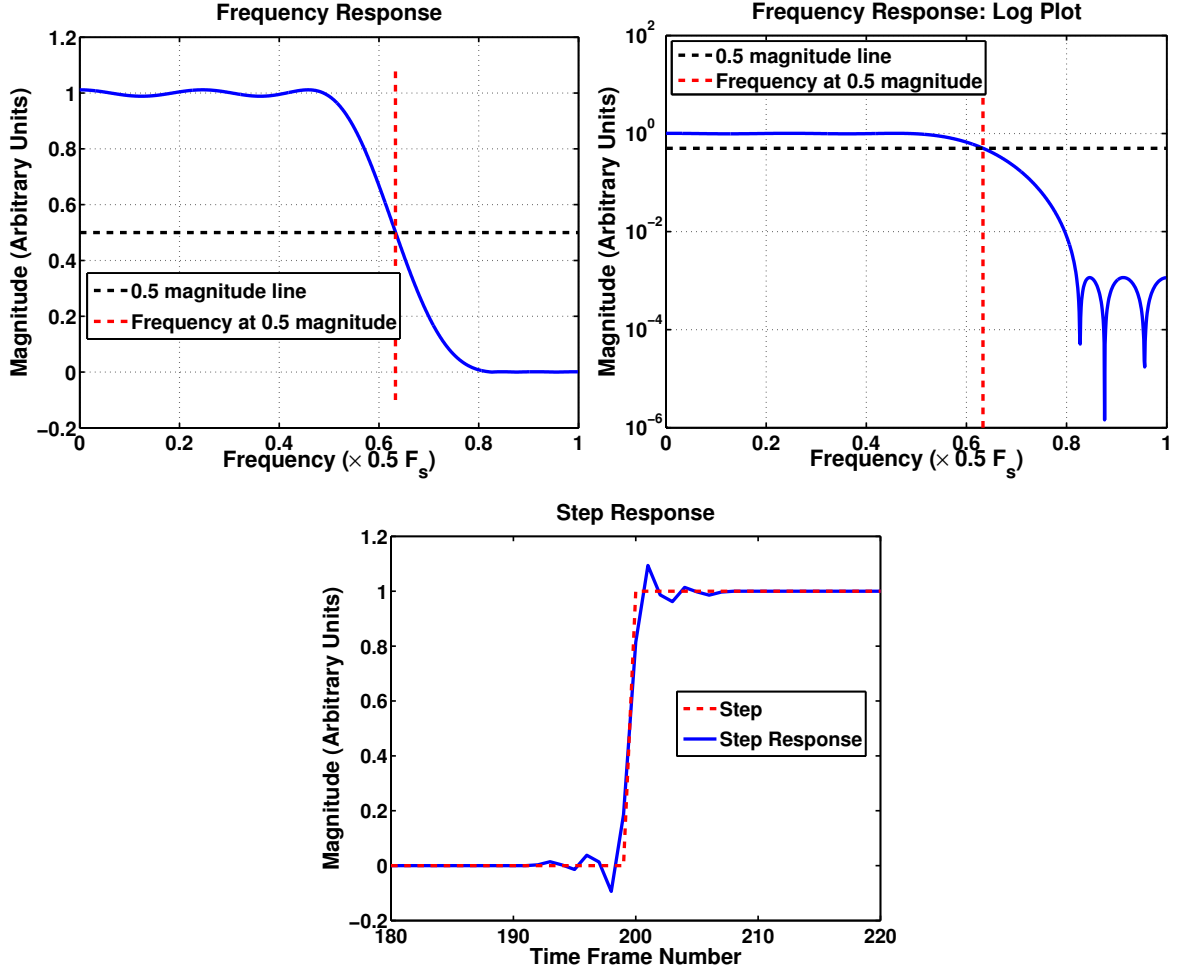 Frequency Response
Magnitude (Arbitrary Units)
1.2
1
0.8
0.6
0.4
0.2
0
−0.2
0.5 magnitude line
Frequency at 0.5 magnitude
0 0.2 0.4 0.6 0.8 1
Frequency (× 0.5 F_s)
Frequency Response: Log Plot
Magnitude (Arbitrary Units)
10^2
10^0
10^−2
10^−4
10^−6
0.5 magnitude line
Frequency at 0.5 magnitude
0 0.2 0.4 0.6 0.8 1
Frequency (× 0.5 F_s)
Step Response
Magnitude (Arbitrary Units)
1.2
1
0.8
0.6
0.4
0.2
0
−0.2
Step
Step Response
180 190 200 210 220
Time Frame Number